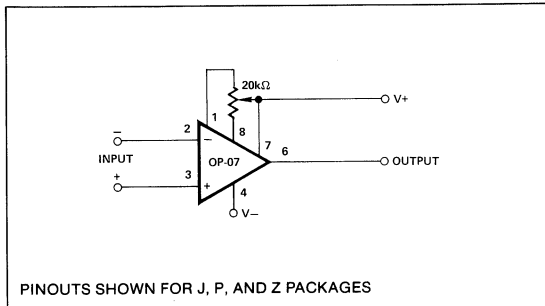 20kΩ
V+
1
2
8
−
−
7
6
INPUT
OP-07
OUTPUT
+
3
+
4
V−
PINOUTS SHOWN FOR J, P, AND Z PACKAGES